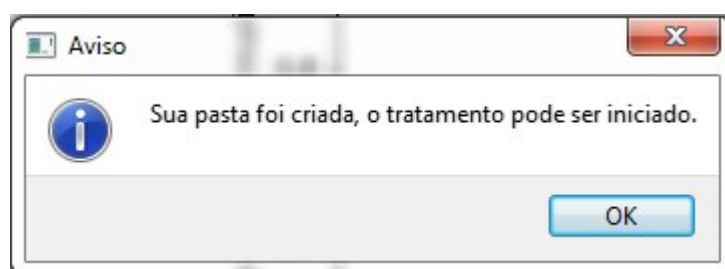 Aviso
Sua pasta foi criada, o tratamento pode ser iniciado.
OK